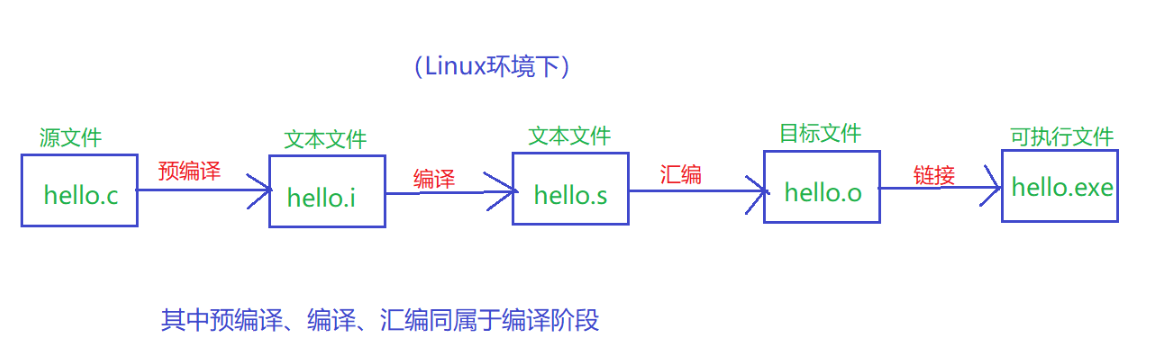 (Linux环境下)
源文件 文本文件 文本文件 目标文件 可执行文件
预编译 编译 汇编 链接
hello.c hello.i hello.s hello.o hello.exe
其中预编译、编译、汇编同属于编译阶段